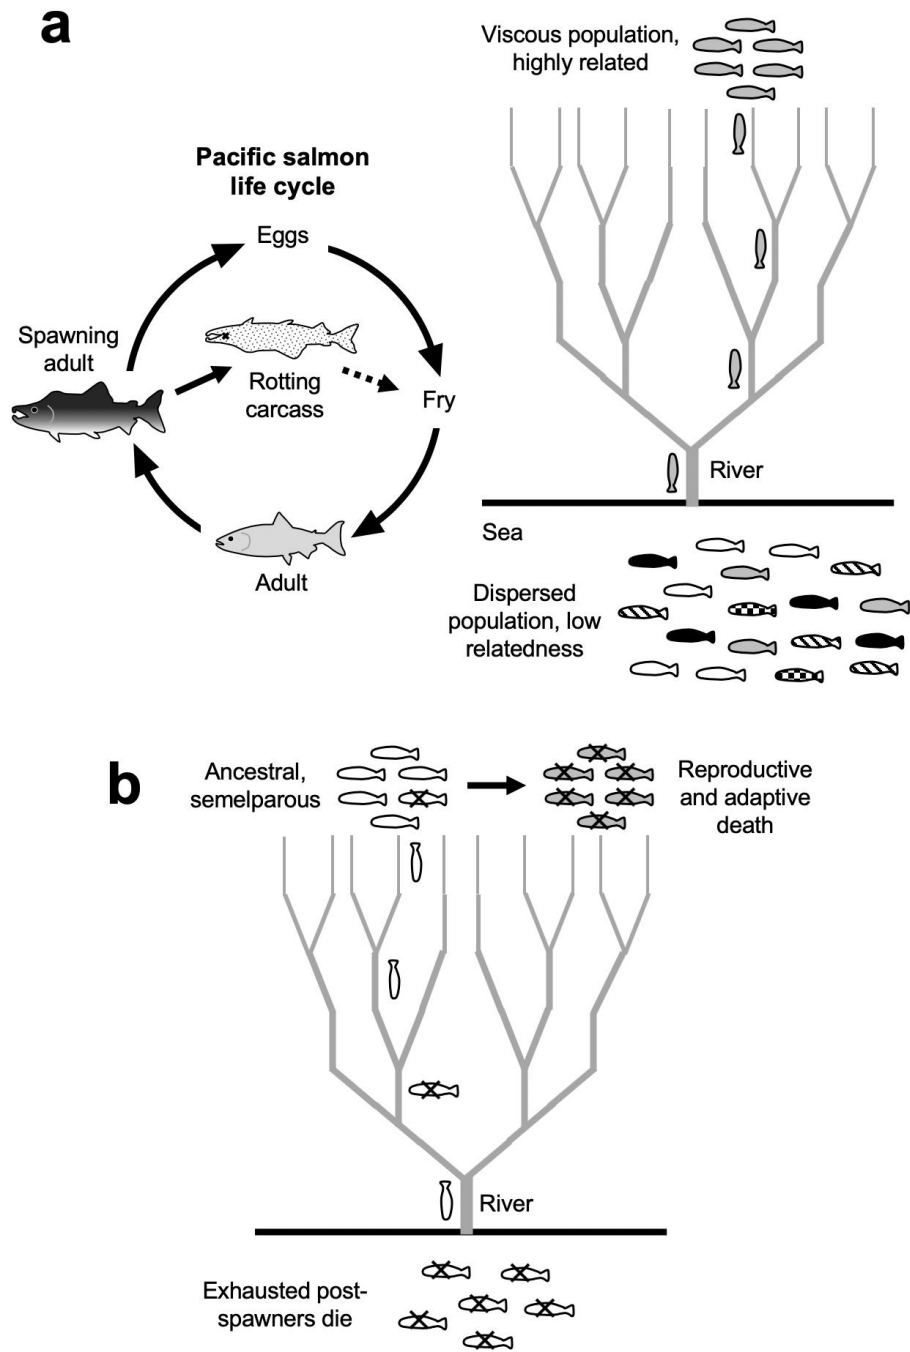 a
Pacific salmon
life cycle
Eggs
Spawning
adult
Rotting
carcass
Fry
Adult
Viscous population,
highly related
River
Sea
Dispersed
population, low
relatedness
b
Ancestral,
semelparous
Reproductive
and adaptive
death
River
Exhausted post-
spawners die